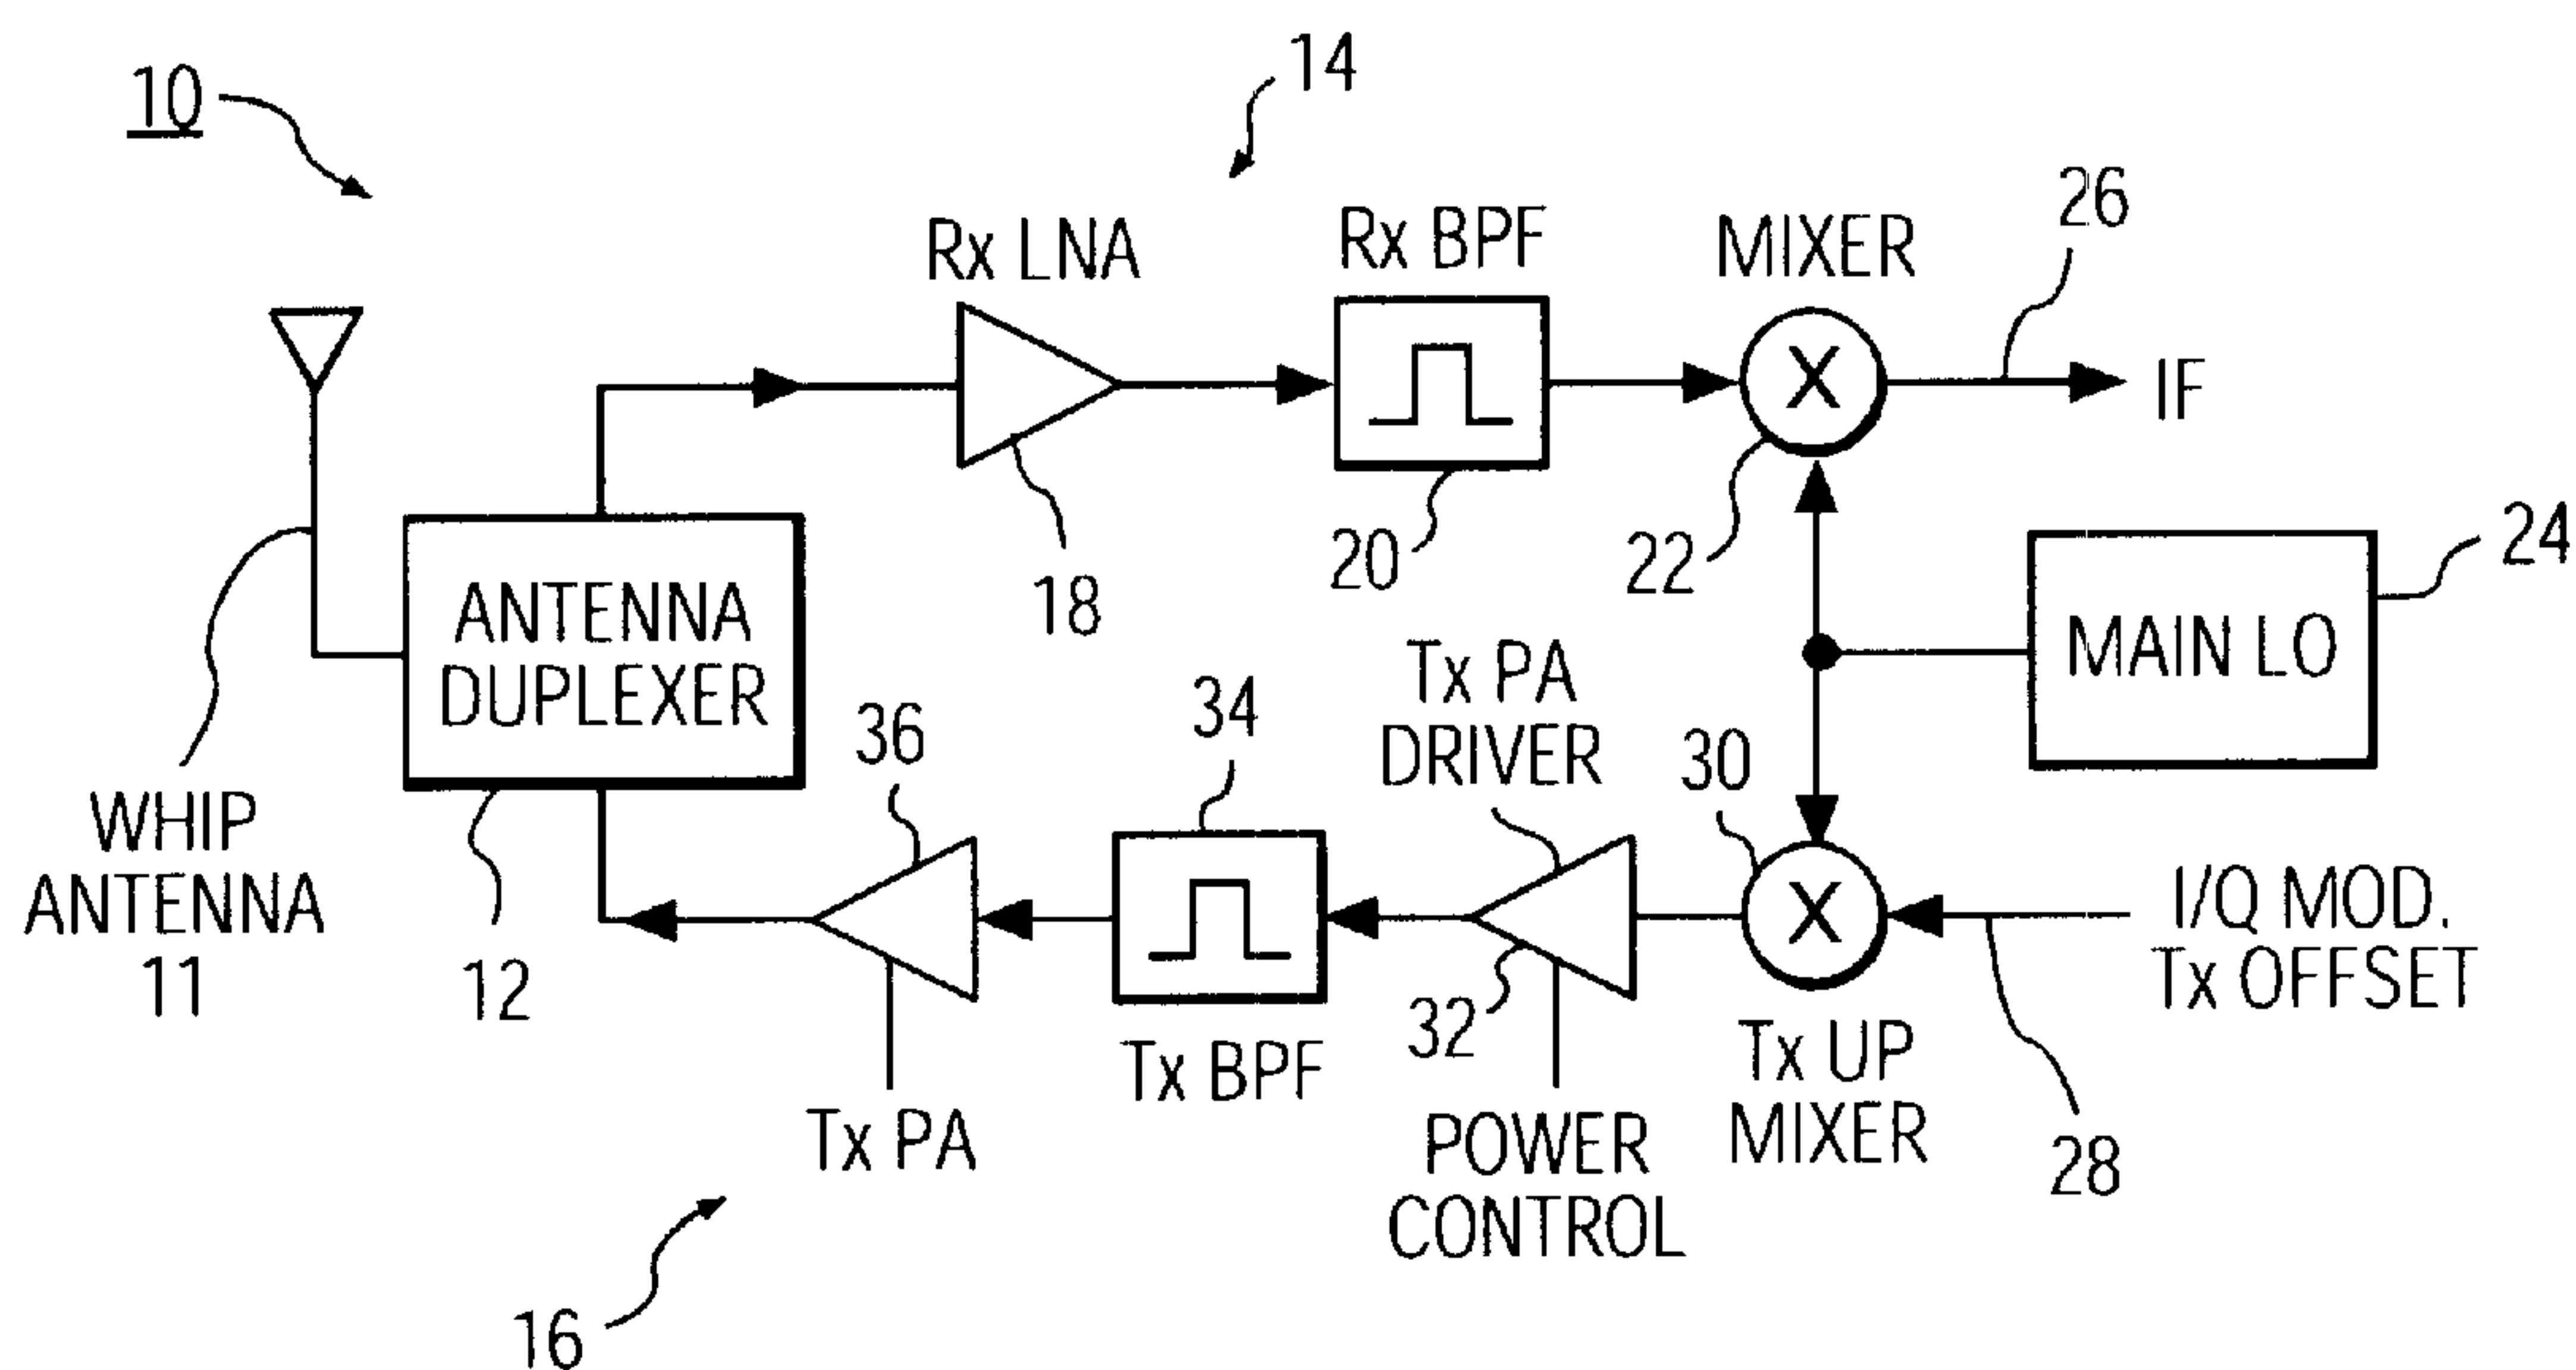 14
10
26
Rx LNA
Rx BPF
MIXER
X
IF
18
20
22
24
ANTENNA
DUPLEXER
MAIN LO
WHIP
ANTENNA
11
12
36
34
Tx PA
DRIVER
30
32
X
I/Q MOD.
Tx OFFSET
Tx PA
Tx BPF
POWER
CONTROL
Tx UP
MIXER
28
16